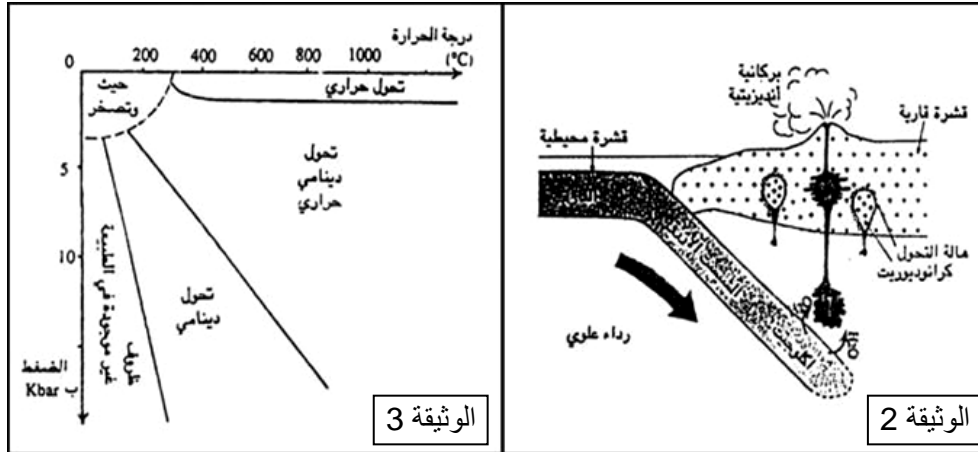 بركانية
أنديزيتية
قشرة قارية
قشرة محيطية
هالة التحول
كرانوديوريت
اكلوجيت
H2O
رداء علوي
الوثيقة 2
درجة الحرارة
(°C)
0 200 400 600 800 1000
تحول حراري
حيث
وتصخر
تحول
دينامي
حراري
5
10
تحول
دينامي
ظروف
غير موجودة في الطبيعة
الضغط
ب Kbar
الوثيقة 3